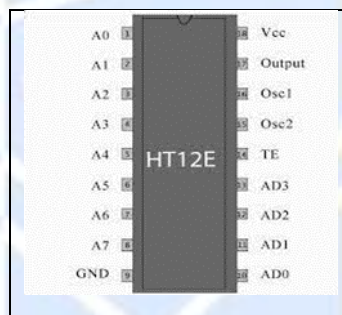 A0 1 18 Vcc
A1 2 17 Output
A2 3 16 Osc1
A3 4 15 Osc2
A4 5 HT12E 14 TE
A5 6 13 AD3
A6 7 12 AD2
A7 8 11 AD1
GND 9 10 AD0